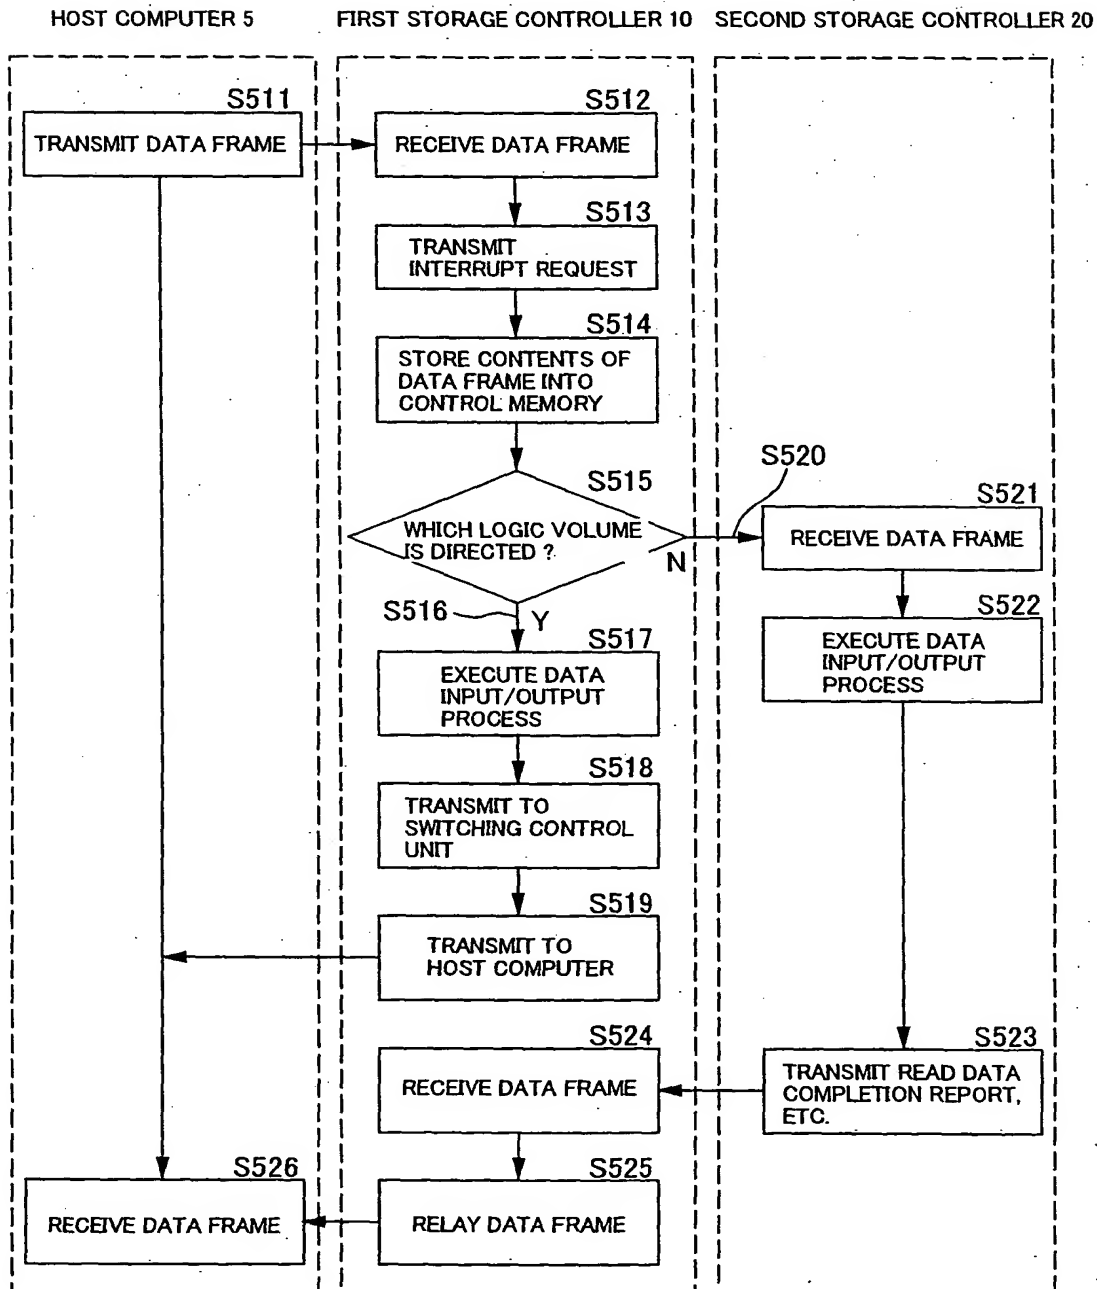 HOST COMPUTER 5
FIRST STORAGE CONTROLLER 10
SECOND STORAGE CONTROLLER 20
S511
TRANSMIT DATA FRAME
S512
RECEIVE DATA FRAME
S513
TRANSMIT
INTERRUPT REQUEST
S514
STORE CONTENTS OF
DATA FRAME INTO
CONTROL MEMORY
S515
WHICH LOGIC VOLUME
IS DIRECTED ?
N
S520
S521
RECEIVE DATA FRAME
S522
EXECUTE DATA
INPUT/OUTPUT
PROCESS
S516
Y
S517
EXECUTE DATA
INPUT/OUTPUT
PROCESS
S518
TRANSMIT TO
SWITCHING CONTROL
UNIT
S519
TRANSMIT TO
HOST COMPUTER
S523
TRANSMIT READ DATA
COMPLETION REPORT,
ETC.
S524
RECEIVE DATA FRAME
S525
RELAY DATA FRAME
S526
RECEIVE DATA FRAME